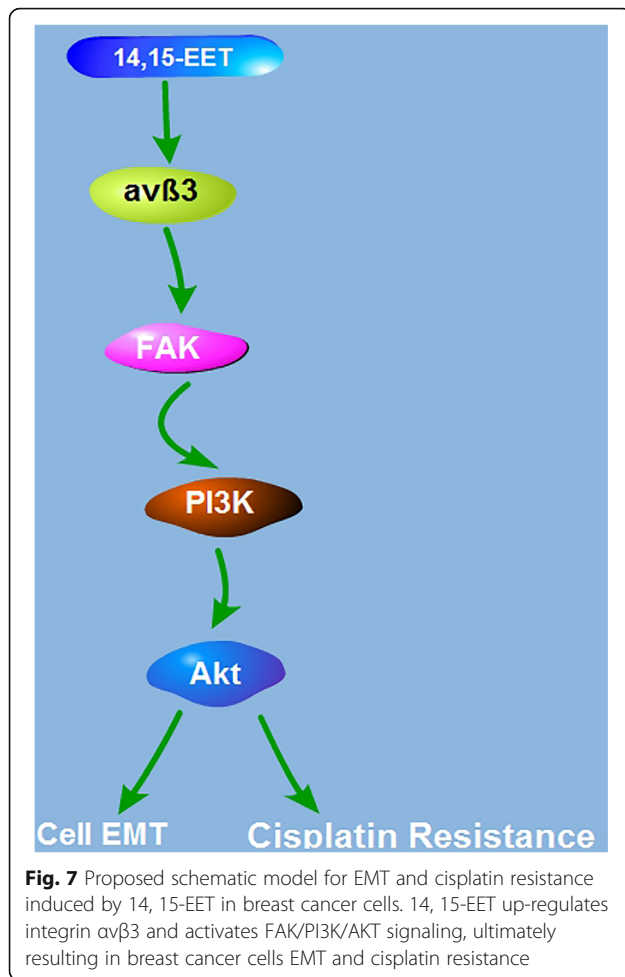 14,15-EET
avß3
FAK
PI3K
Akt
Cell EMT
Cisplatin Resistance
Fig. 7 Proposed schematic model for EMT and cisplatin resistance
induced by 14, 15-EET in breast cancer cells. 14, 15-EET up-regulates
integrin αvβ3 and activates FAK/PI3K/AKT signaling, ultimately
resulting in breast cancer cells EMT and cisplatin resistance